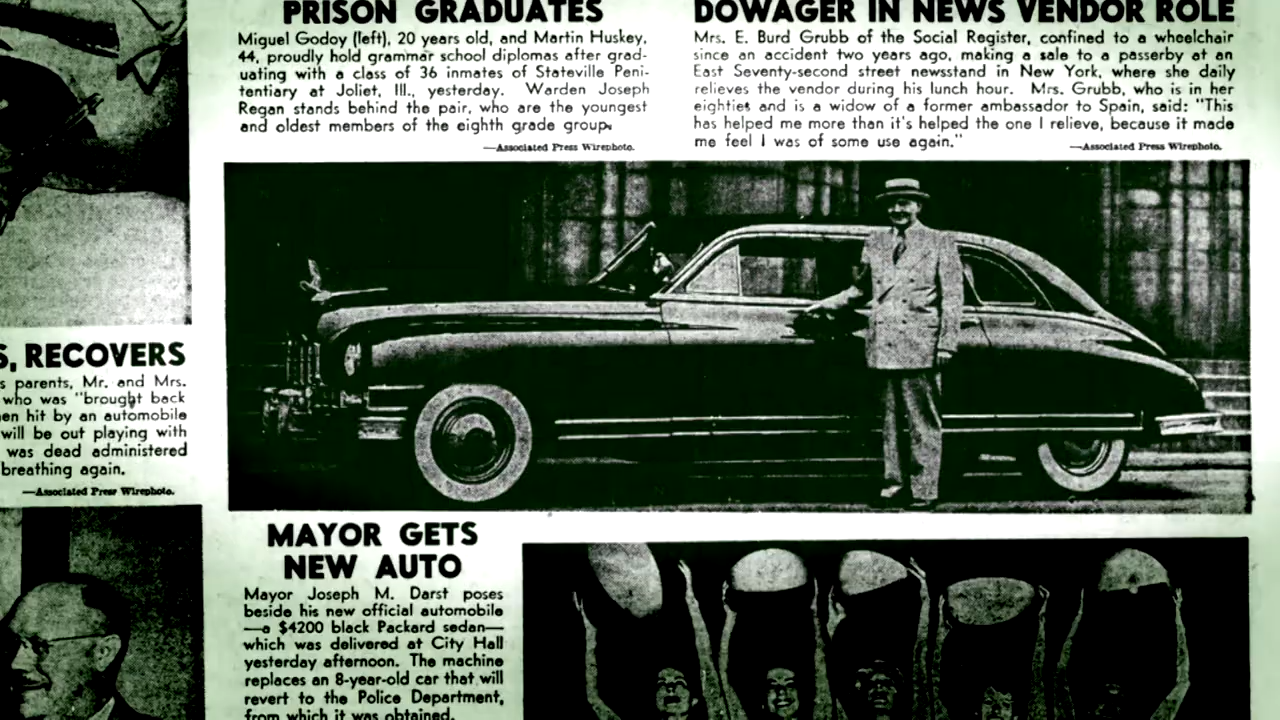 PRISON GRADUATES
Miguel Godoy (left), 20 years old, and Martin Huskey,
44, proudly hold grammar school diplomas after grad-
uating with a class of 36 inmates of Stateville Peni-
tentiary at Joliet, Ill., yesterday. Warden Joseph
Regan stands behind the pair, who are the youngest
and oldest members of the eighth grade group.
—Associated Press Wirephoto.
DOWAGER IN NEWS VENDOR ROLE
Mrs. E. Burd Grubb of the Social Register, confined to a wheelchair
since an accident two years ago, making a sale to a passerby at an
East Seventy-second street newsstand in New York, where she daily
relieves the vendor during his lunch hour. Mrs. Grubb, who is in her
eighties and is a widow of a former ambassador to Spain, said: "This
has helped me more than it's helped the one I relieve, because it made
me feel I was of some use again."
—Associated Press Wirephoto.
S, RECOVERS
s parents, Mr. and Mrs.
who was "brought back
en hit by an automobile
will be out playing with
was dead administered
breathing again.
—Associated Press Wirephoto.
MAYOR GETS
NEW AUTO
Mayor Joseph M. Darst poses
beside his new official automobile
—a $4200 black Packard sedan—
which was delivered at City Hall
yesterday afternoon. The machine
replaces an 8-year-old car that will
revert to the Police Department,
from which it was obtained.